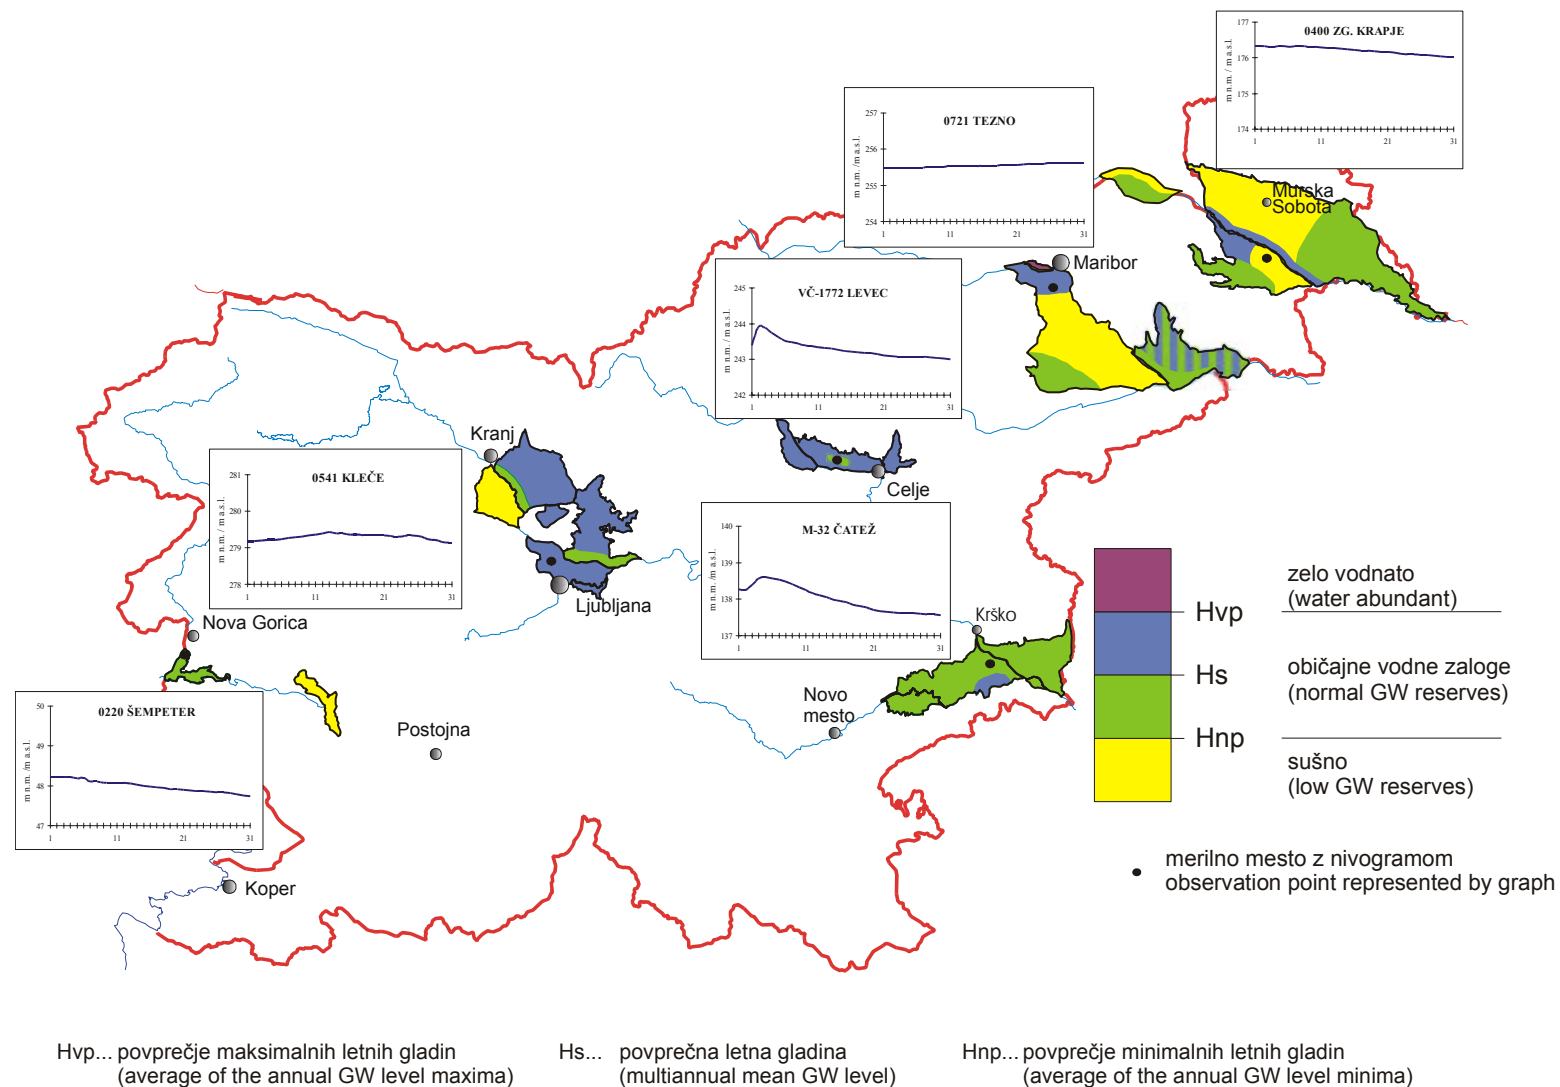 0400 ZG. KRAPJE
m n.m. / m a.s.l.
177
176
175
174
1
11
21
31
0721 TEZNO
m n.m. /m a.s.l.
257
256
255
254
1
11
21
31
Murska
Sobota
Maribor
VČ-1772 LEVEC
m n.m. / m a.s.l.
245
244
243
242
1
11
21
31
Kranj
Celje
0541 KLEČE
m n.m. / m a.s.l.
281
280
279
278
1
11
21
31
M-32 ČATEŽ
m n.m. /m a.s.l.
140
139
138
137
1
11
21
31
Ljubljana
Nova Gorica
Krško
Novo
mesto
Postojna
0220 ŠEMPETER
m n.m. / m a.s.l.
50
49
48
47
1
11
21
31
Koper
zelo vodnato
(water abundant)
Hvp
Hs
običajne vodne zaloge
(normal GW reserves)
Hnp
sušno
(low GW reserves)
merilno mesto z nivogramom
observation point represented by graph
Hvp... povprečje maksimalnih letnih gladin
(average of the annual GW level maxima)
Hs... povprečna letna gladina
(multiannual mean GW level)
Hnp... povprečje minimalnih letnih gladin
(average of the annual GW level minima)